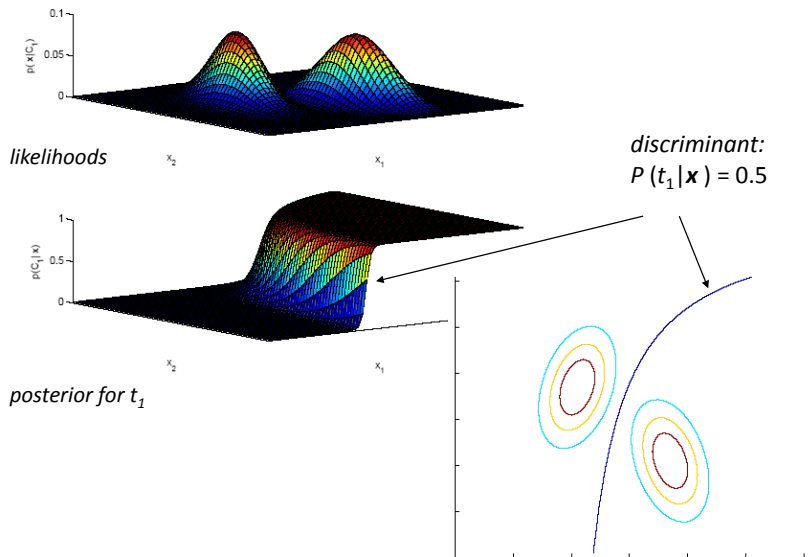 0.1
0.05
0
p(x|C₁)
likelihoods
x₂
x₁
discriminant:
P (t₁|x ) = 0.5
1
0.5
0
p(C₁|x)
x₂
x₁
posterior for t₁